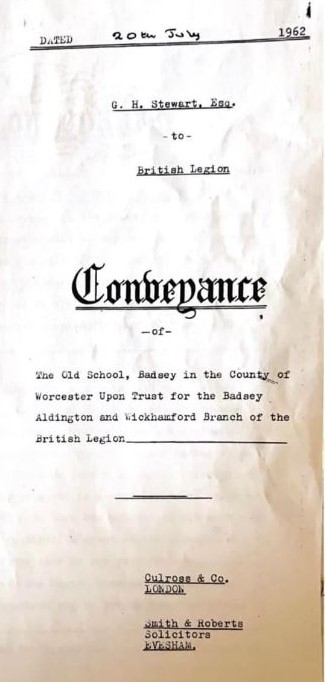 DATED 20th July 1962
G. H. Stewart, Esq.
-to-
British Legion
Conveyance
-of-
The Old School, Badsey in the County of
Worcester Upon Trust for the Badsey
Aldington and Wickhamford Branch of the
British Legion
Culross & Co.
LONDON
Smith & Roberts
Solicitors
EVESHAM.